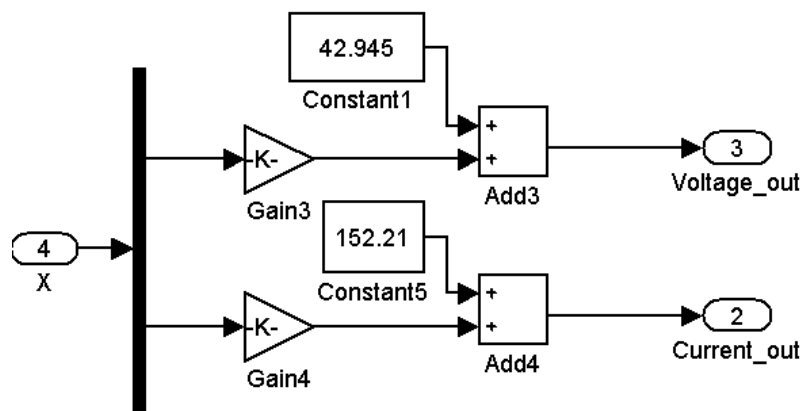 42.945
Constant1
+
+
-K-
Gain3
Add3
3
Voltage_out
4
X
152.21
Constant5
+
+
-K-
Gain4
Add4
2
Current_out